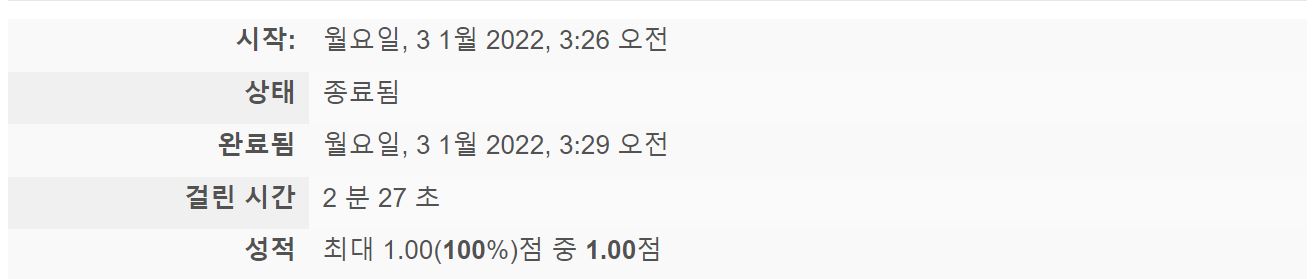 시작: 월요일, 3 1월 2022, 3:26 오전
상태 종료됨
완료됨 월요일, 3 1월 2022, 3:29 오전
걸린 시간 2 분 27 초
성적 최대 1.00(100%)점 중 1.00점